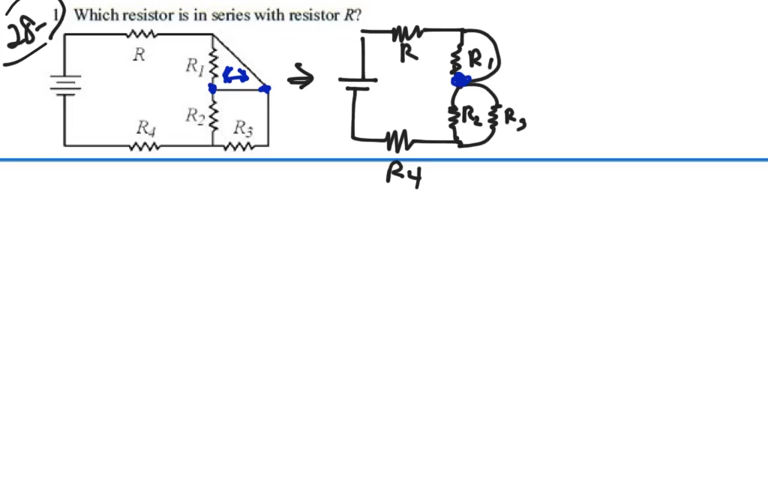 28-
1) Which resistor is in series with resistor R?
R
R1
R2
R3
R4
⇒
R
R1
R2
R3
R4